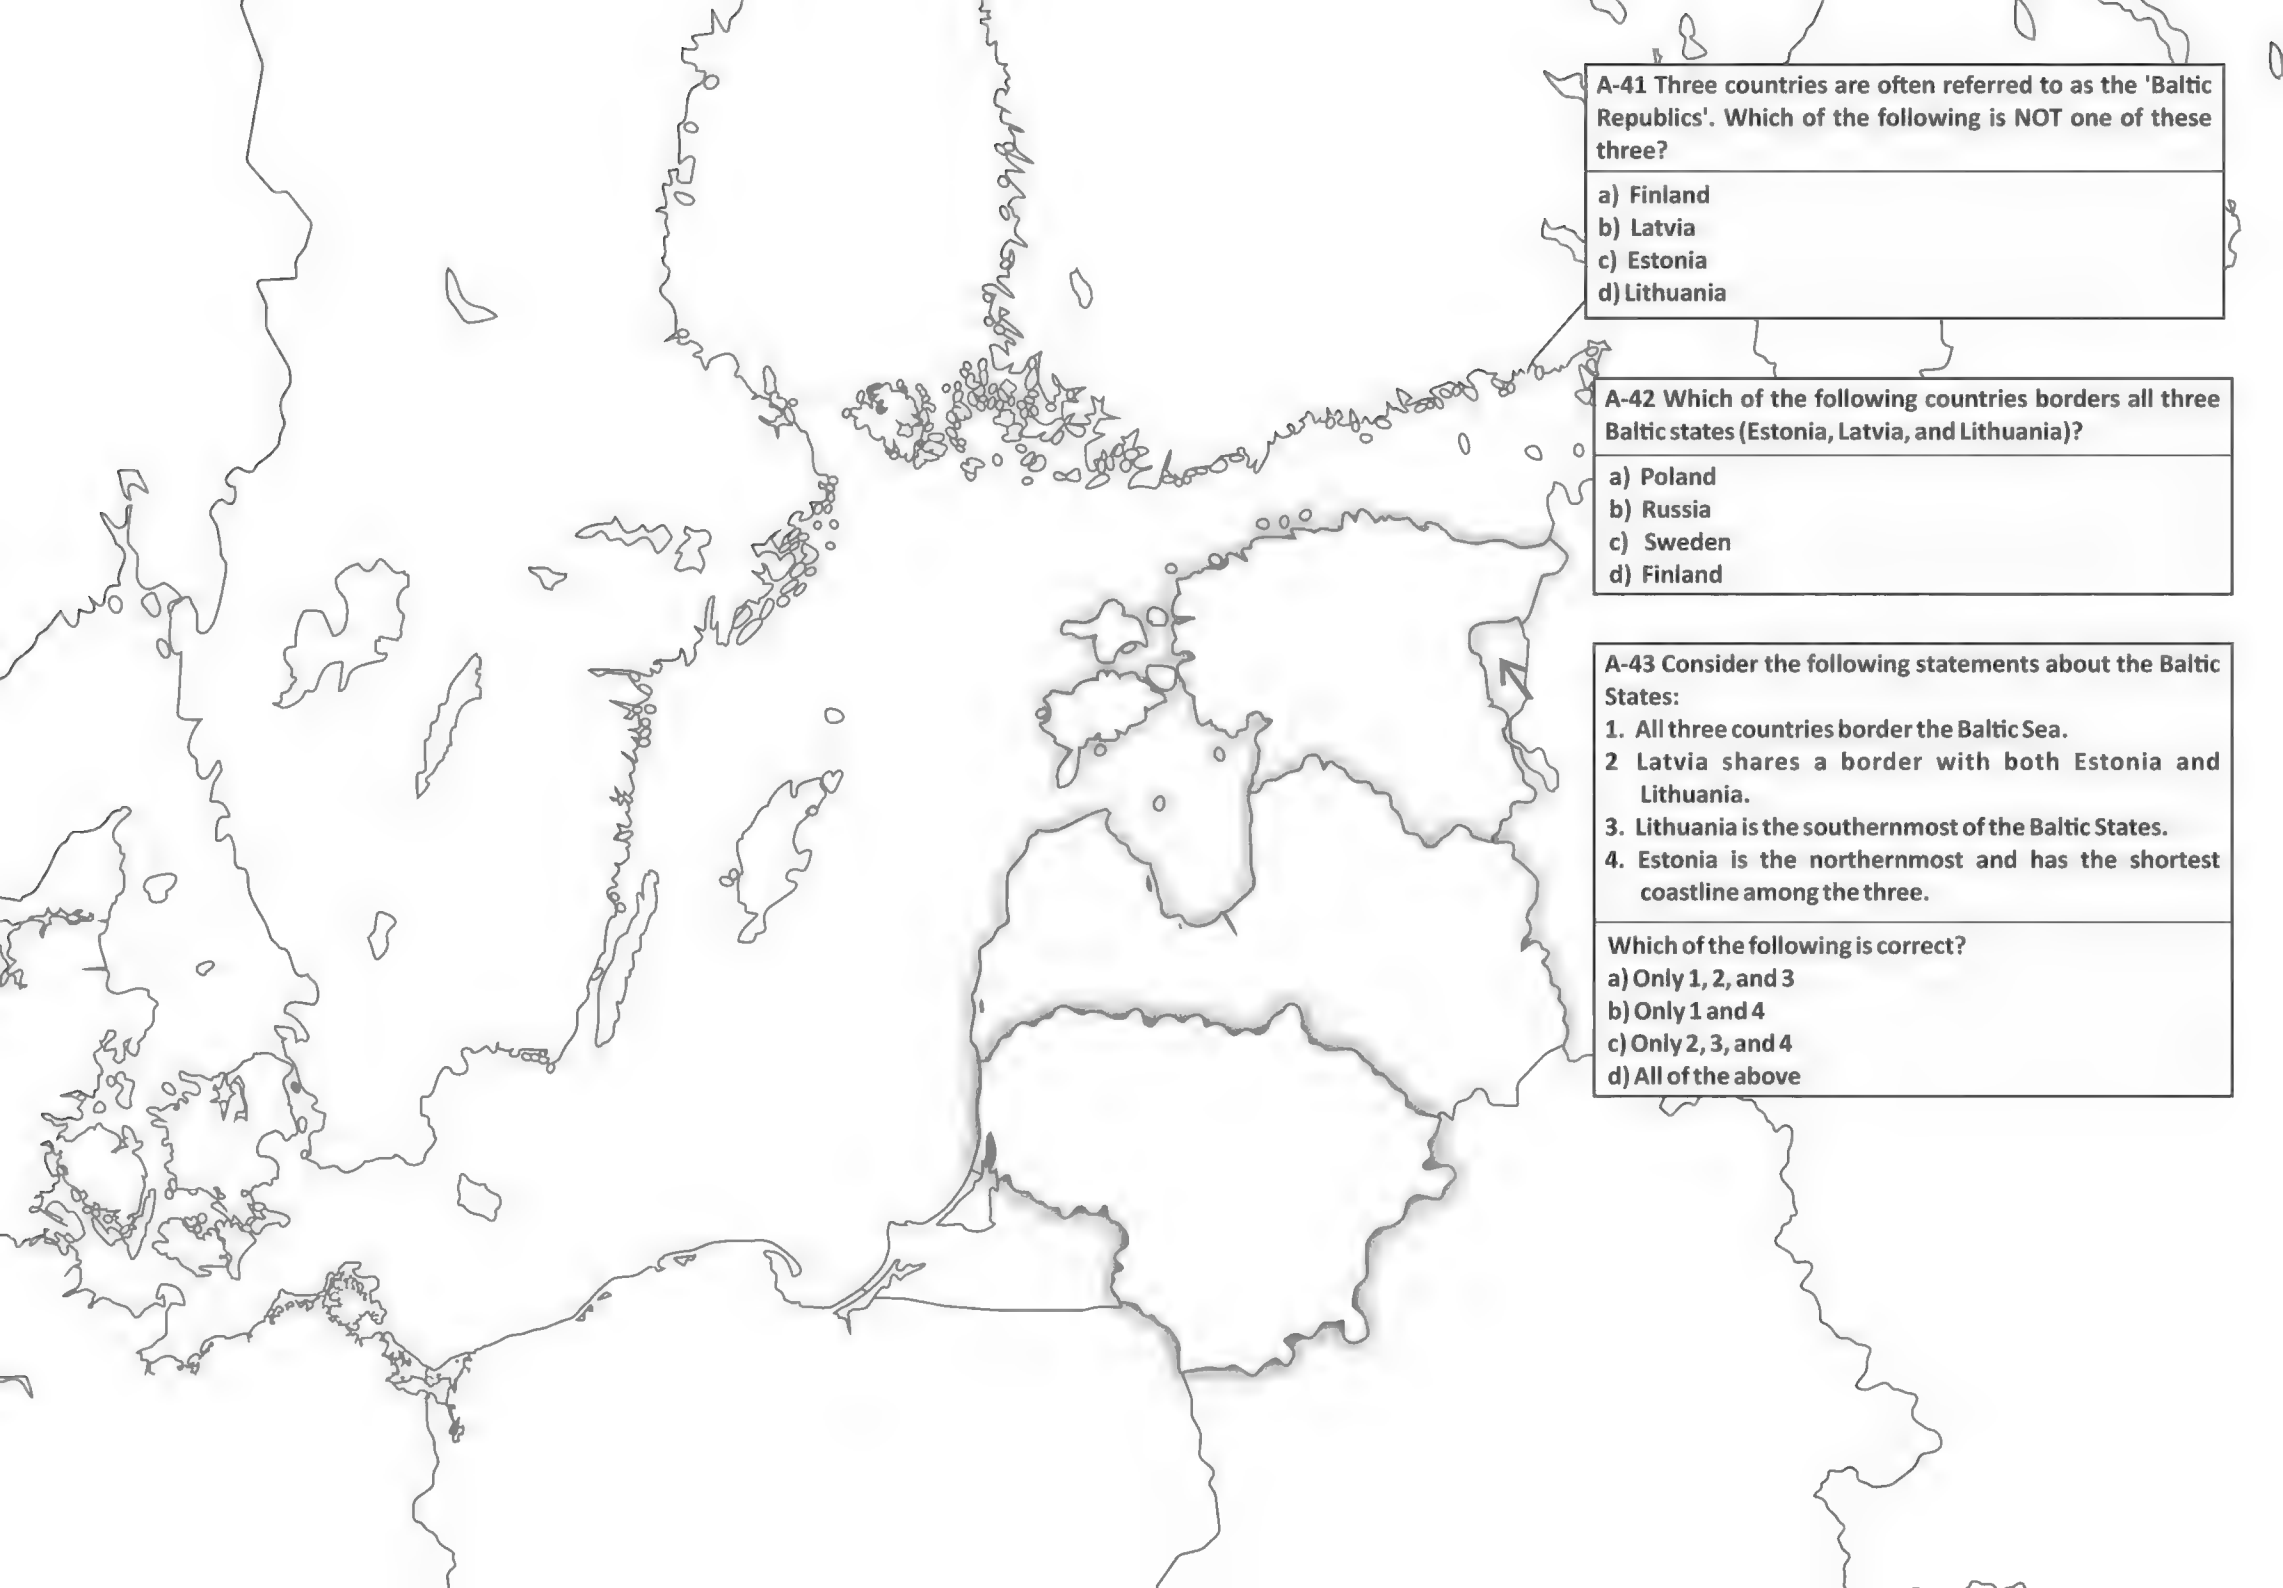 A-41 Three countries are often referred to as the 'Baltic
Republics'. Which of the following is NOT one of these
three?
a) Finland
b) Latvia
c) Estonia
d) Lithuania
A-42 Which of the following countries borders all three
Baltic states (Estonia, Latvia, and Lithuania)?
a) Poland
b) Russia
c) Sweden
d) Finland
A-43 Consider the following statements about the Baltic
States:
1. All three countries border the Baltic Sea.
2 Latvia shares a border with both Estonia and
Lithuania.
3. Lithuania is the southernmost of the Baltic States.
4. Estonia is the northernmost and has the shortest
coastline among the three.
Which of the following is correct?
a) Only 1, 2, and 3
b) Only 1 and 4
c) Only 2, 3, and 4
d) All of the above